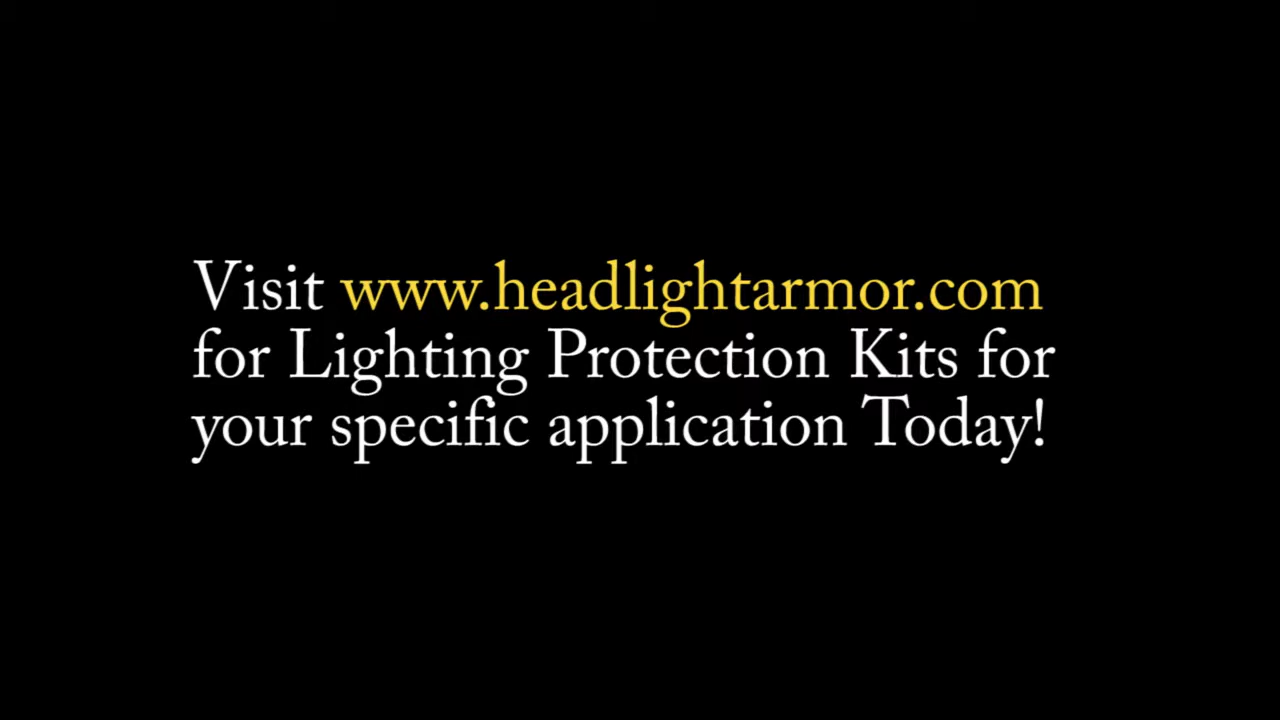 Visit www.headlightarmor.com
for Lighting Protection Kits for
your specific application Today!